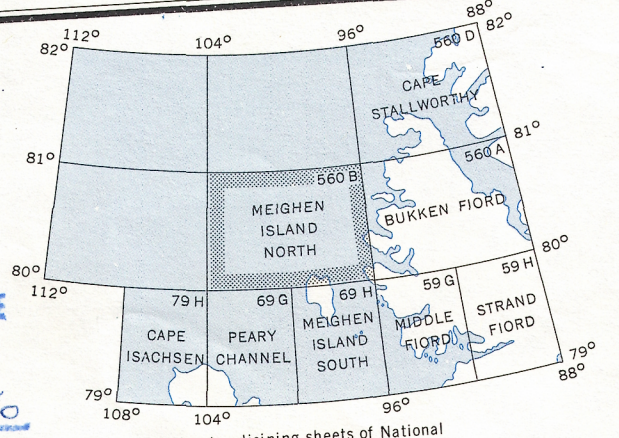 112°
104°
96°
88°
82°
82°
560 D
CAPE
STALLWORTHY
81°
81°
560 B
560 A
MEIGHEN
ISLAND
NORTH
BUKKEN FIORD
80°
80°
112°
79 H
69 G
69 H
59 G
59 H
CAPE
ISACHSEN
PEARY
CHANNEL
MEIGHEN
ISLAND
SOUTH
MIDDLE
FIORD
STRAND
FIORD
79°
79°
108°
104°
96°
88°
sheets of National